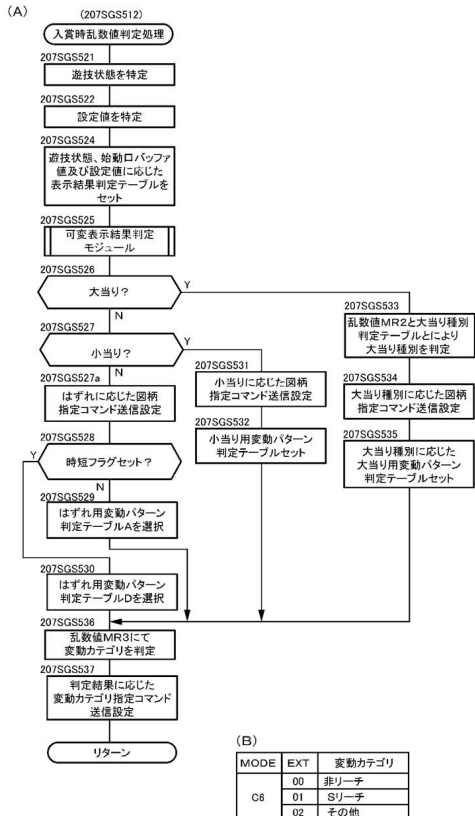 (A)
(207SGS512)
入賞時乱数値判定処理
207SGS521
遊技状態を特定
207SGS522
設定値を特定
207SGS524
遊技状態、始動口バッファ
値及び設定値に応じた
表示結果判定テーブルを
セット
207SGS525
可変表示結果判定
モジュール
207SGS526
大当り?
Y
N
207SGS527
小当り?
Y
N
207SGS527a
はずれに応じた図柄
指定コマンド送信設定
207SGS528
時短フラグセット?
Y
N
207SGS529
はずれ用変動パターン
判定テーブルAを選択
207SGS530
はずれ用変動パターン
判定テーブルDを選択
207SGS531
小当りに応じた図柄
指定コマンド送信設定
207SGS532
小当り用変動パターン
判定テーブルセット
207SGS533
乱数値MR2と大当り種別
判定テーブルとにより
大当り種別を判定
207SGS534
大当り種別に応じた図柄
指定コマンド送信設定
207SGS535
大当り種別に応じた
大当り用変動パターン
判定テーブルセット
207SGS536
乱数値MR3にて
変動カテゴリを判定
207SGS537
判定結果に応じた
変動カテゴリ指定コマンド
送信設定
リターン
(B)
MODE EXT 変動カテゴリ
C6 00 非リーチ
01 Sリーチ
02 その他